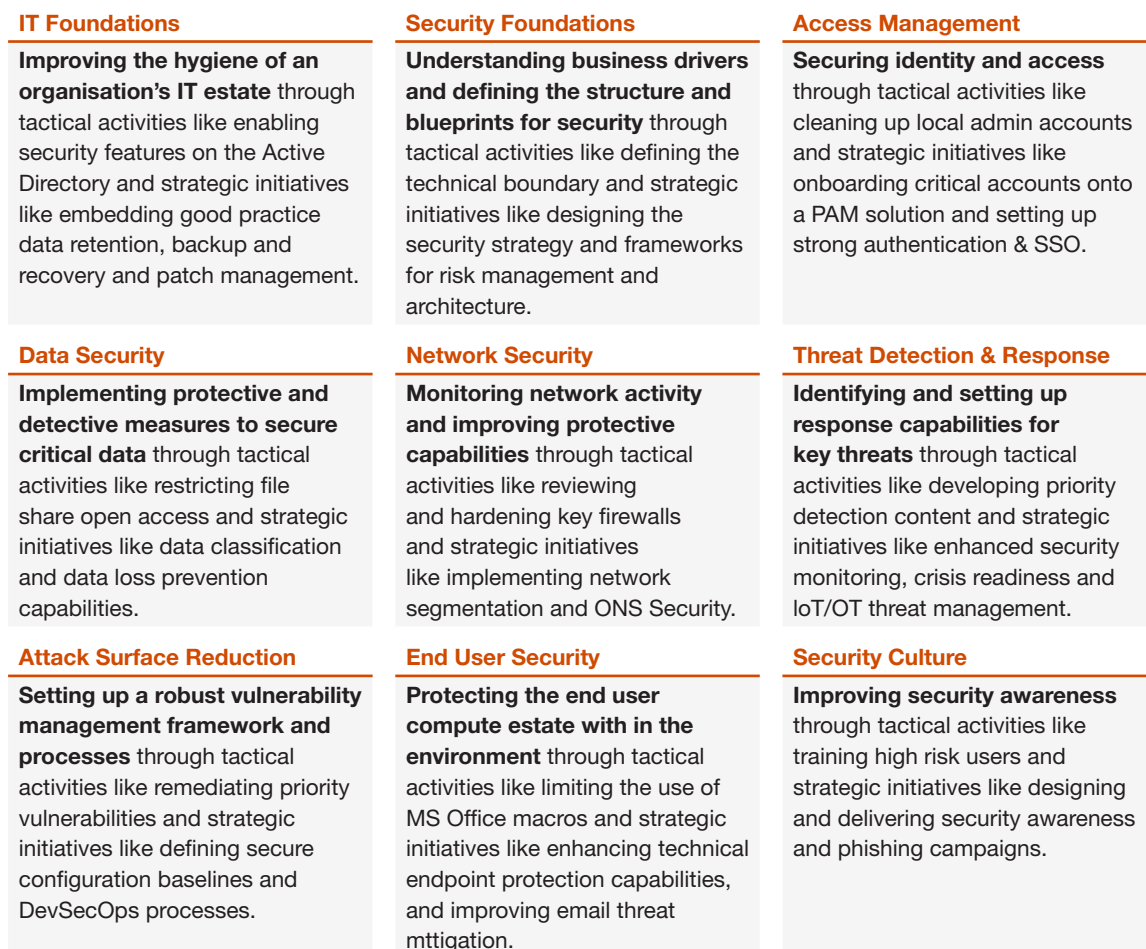 IT Foundations
Improving the hygiene of an
organisation's IT estate through
tactical activities like enabling
security features on the Active
Directory and strategic initiatives
like embedding good practice
data retention, backup and
recovery and patch management.
Security Foundations
Understanding business drivers
and defining the structure and
blueprints for security through
tactical activities like defining the
technical boundary and strategic
initiatives like designing the
security strategy and frameworks
for risk management and
architecture.
Access Management
Securing identity and access
through tactical activities like
cleaning up local admin accounts
and strategic initiatives like
onboarding critical accounts onto
a PAM solution and setting up
strong authentication & SSO.
Data Security
Implementing protective and
detective measures to secure
critical data through tactical
activities like restricting file
share open access and strategic
initiatives like data classification
and data loss prevention
capabilities.
Network Security
Monitoring network activity
and improving protective
capabilities through tactical
activities like reviewing
and hardening key firewalls
and strategic initiatives
like implementing network
segmentation and ONS Security.
Threat Detection & Response
Identifying and setting up
response capabilities for
key threats through tactical
activities like developing priority
detection content and strategic
initiatives like enhanced security
monitoring, crisis readiness and
loT/OT threat management.
Attack Surface Reduction
Setting up a robust vulnerability
management framework and
processes through tactical
activities like remediating priority
vulnerabilities and strategic
initiatives like defining secure
configuration baselines and
DevSecOps processes.
End User Security
Protecting the end user
compute estate with in the
environment through tactical
activities like limiting the use of
MS Office macros and strategic
initiatives like enhancing technical
endpoint protection capabilities,
and improving email threat
mttigation.
Security Culture
Improving security awareness
through tactical activities like
training high risk users and
strategic initiatives like designing
and delivering security awareness
and phishing campaigns.